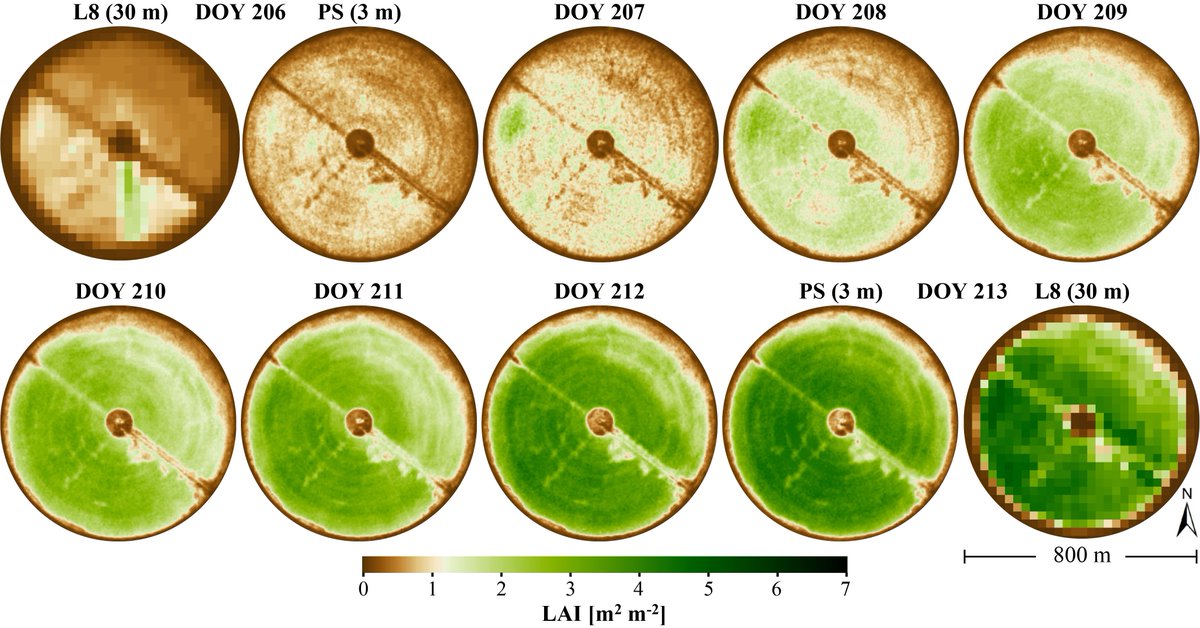 L8 (30 m) DOY 206 PS (3 m) DOY 207 DOY 208 DOY 209
DOY 210 DOY 211 DOY 212 PS (3 m) DOY 213 L8 (30 m)
N
800 m
0 1 2 3 4 5 6 7
LAI [m² m⁻²]